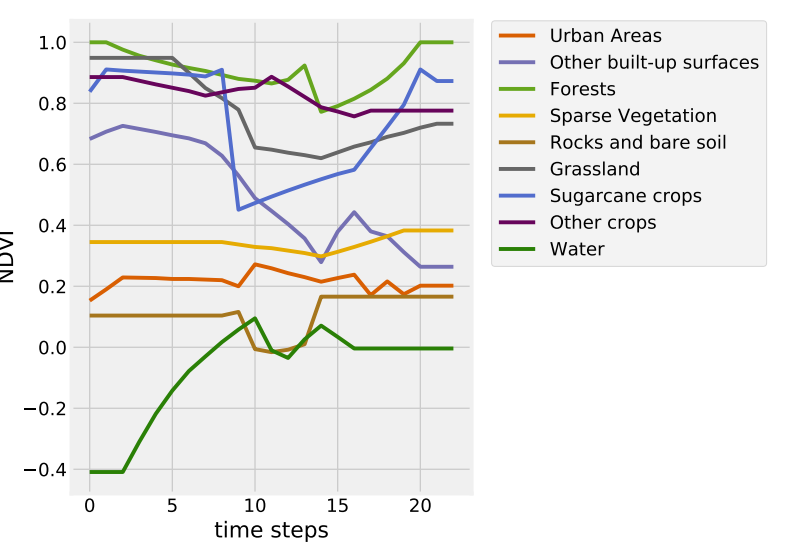 1.0
0.8
0.6
0.4
0.2
0.0
−0.2
−0.4
NDVI
0 5 10 15 20
time steps
Urban Areas
Other built-up surfaces
Forests
Sparse Vegetation
Rocks and bare soil
Grassland
Sugarcane crops
Other crops
Water